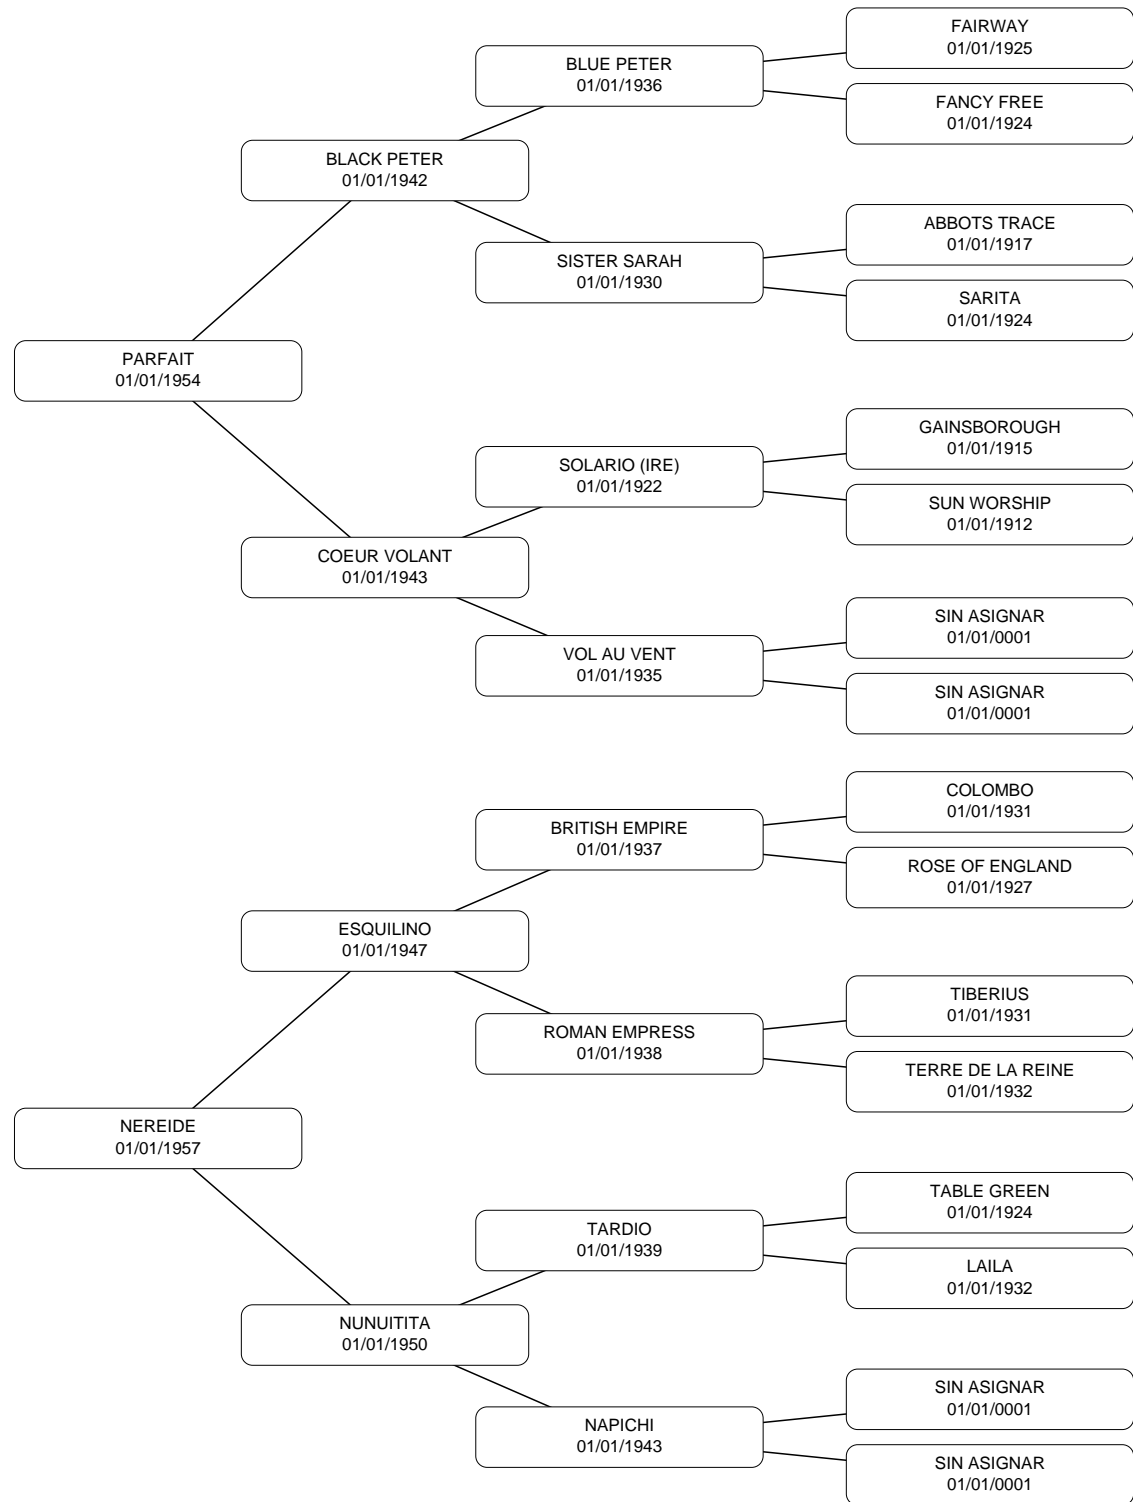 FAIRWAY
01/01/1925
BLUE PETER
01/01/1936
FANCY FREE
01/01/1924
BLACK PETER
01/01/1942
ABBOTS TRACE
01/01/1917
SISTER SARAH
01/01/1930
SARITA
01/01/1924
PARFAIT
01/01/1954
GAINSBOROUGH
01/01/1915
SOLARIO (IRE)
01/01/1922
SUN WORSHIP
01/01/1912
COEUR VOLANT
01/01/1943
SIN ASIGNAR
01/01/0001
VOL AU VENT
01/01/1935
SIN ASIGNAR
01/01/0001
COLOMBO
01/01/1931
BRITISH EMPIRE
01/01/1937
ROSE OF ENGLAND
01/01/1927
ESQUILINO
01/01/1947
TIBERIUS
01/01/1931
ROMAN EMPRESS
01/01/1938
TERRE DE LA REINE
01/01/1932
NEREIDE
01/01/1957
TABLE GREEN
01/01/1924
TARDIO
01/01/1939
LAILA
01/01/1932
NUNUITITA
01/01/1950
SIN ASIGNAR
01/01/0001
NAPICHI
01/01/1943
SIN ASIGNAR
01/01/0001